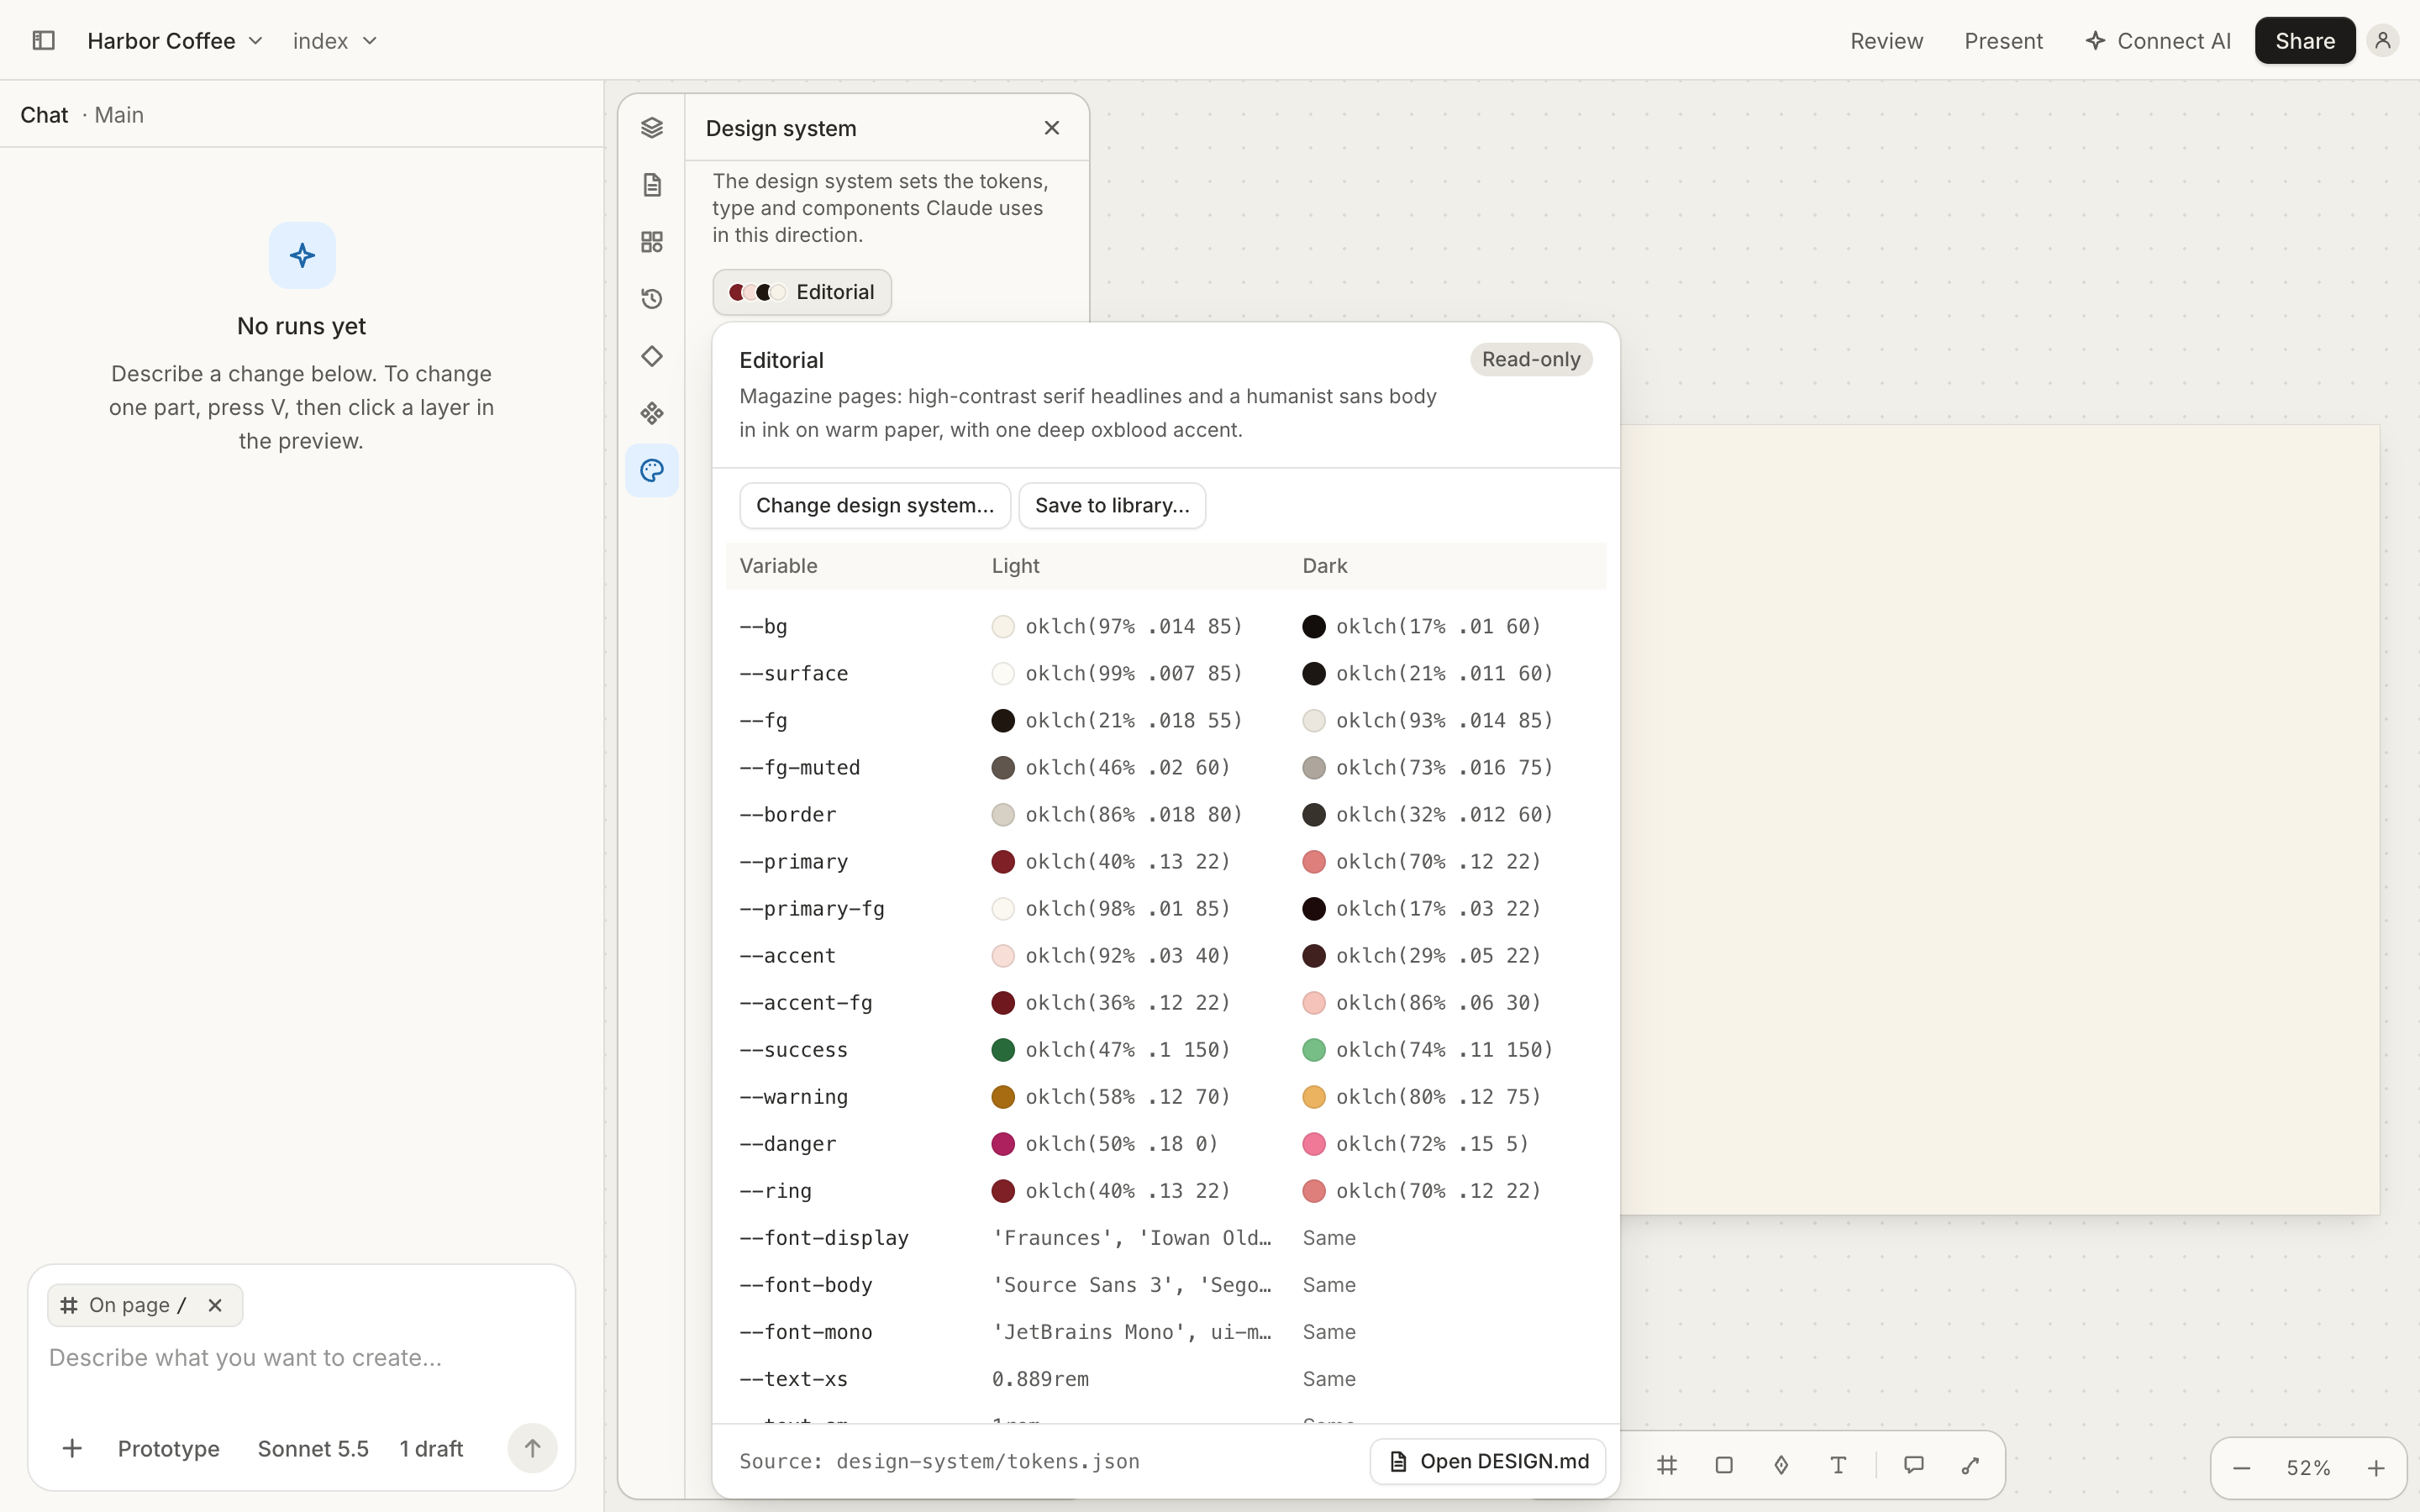 Harbor Coffee
index
Review
Present
Connect AI
Share
Chat · Main
No runs yet
Describe a change below. To change
one part, press V, then click a layer in
the preview.
On page /
Describe what you want to create...
Prototype
Sonnet 5.5
1 draft
Design system
The design system sets the tokens,
type and components Claude uses
in this direction.
Editorial
Editorial
Read-only
Magazine pages: high-contrast serif headlines and a humanist sans body
in ink on warm paper, with one deep oxblood accent.
Change design system...
Save to library...
Variable Light Dark
--bg oklch(97% .014 85) oklch(17% .01 60)
--surface oklch(99% .007 85) oklch(21% .011 60)
--fg oklch(21% .018 55) oklch(93% .014 85)
--fg-muted oklch(46% .02 60) oklch(73% .016 75)
--border oklch(86% .018 80) oklch(32% .012 60)
--primary oklch(40% .13 22) oklch(70% .12 22)
--primary-fg oklch(98% .01 85) oklch(17% .03 22)
--accent oklch(92% .03 40) oklch(29% .05 22)
--accent-fg oklch(36% .12 22) oklch(86% .06 30)
--success oklch(47% .1 150) oklch(74% .11 150)
--warning oklch(58% .12 70) oklch(80% .12 75)
--danger oklch(50% .18 0) oklch(72% .15 5)
--ring oklch(40% .13 22) oklch(70% .12 22)
--font-display 'Fraunces', 'Iowan Old… Same
--font-body 'Source Sans 3', 'Sego… Same
--font-mono 'JetBrains Mono', ui-m… Same
--text-xs 0.889rem Same
Source: design-system/tokens.json
Open DESIGN.md
52%